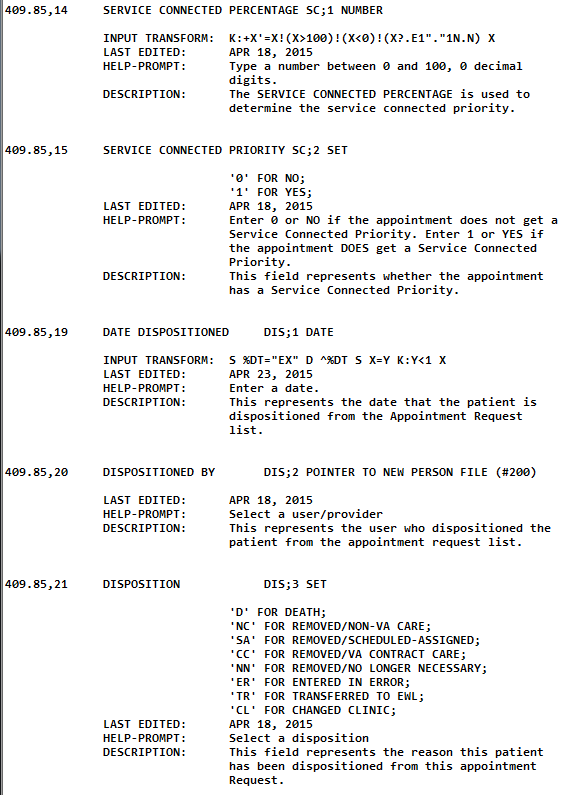 409.85,14     SERVICE CONNECTED PERCENTAGE SC;1 NUMBER
INPUT TRANSFORM:  K:+X'=X!(X>100)!(X<0)!(X?.E1"."1N.N) X
LAST EDITED:      APR 18, 2015
HELP-PROMPT:      Type a number between 0 and 100, 0 decimal
digits.
DESCRIPTION:      The SERVICE CONNECTED PERCENTAGE is used to
determine the service connected priority.
409.85,15     SERVICE CONNECTED PRIORITY SC;2 SET
'0' FOR NO;
'1' FOR YES;
LAST EDITED:      APR 18, 2015
HELP-PROMPT:      Enter 0 or NO if the appointment does not get a
Service Connected Priority. Enter 1 or YES if
the appointment DOES get a Service Connected
Priority.
DESCRIPTION:      This field represents whether the appointment
has a Service Connected Priority.
409.85,19     DATE DISPOSITIONED     DIS;1 DATE
INPUT TRANSFORM:  S %DT="EX" D ^%DT S X=Y K:Y<1 X
LAST EDITED:      APR 23, 2015
HELP-PROMPT:      Enter a date.
DESCRIPTION:      This represents the date that the patient is
dispositioned from the Appointment Request
list.
409.85,20     DISPOSITIONED BY       DIS;2 POINTER TO NEW PERSON FILE (#200)
LAST EDITED:      APR 18, 2015
HELP-PROMPT:      Select a user/provider
DESCRIPTION:      This represents the user who dispositioned the
patient from the appointment request list.
409.85,21     DISPOSITION            DIS;3 SET
'D' FOR DEATH;
'NC' FOR REMOVED/NON-VA CARE;
'SA' FOR REMOVED/SCHEDULED-ASSIGNED;
'CC' FOR REMOVED/VA CONTRACT CARE;
'NN' FOR REMOVED/NO LONGER NECESSARY;
'ER' FOR ENTERED IN ERROR;
'TR' FOR TRANSFERRED TO EWL;
'CL' FOR CHANGED CLINIC;
LAST EDITED:      APR 18, 2015
HELP-PROMPT:      Select a disposition
DESCRIPTION:      This field represents the reason this patient
has been dispositioned from this appointment
Request.